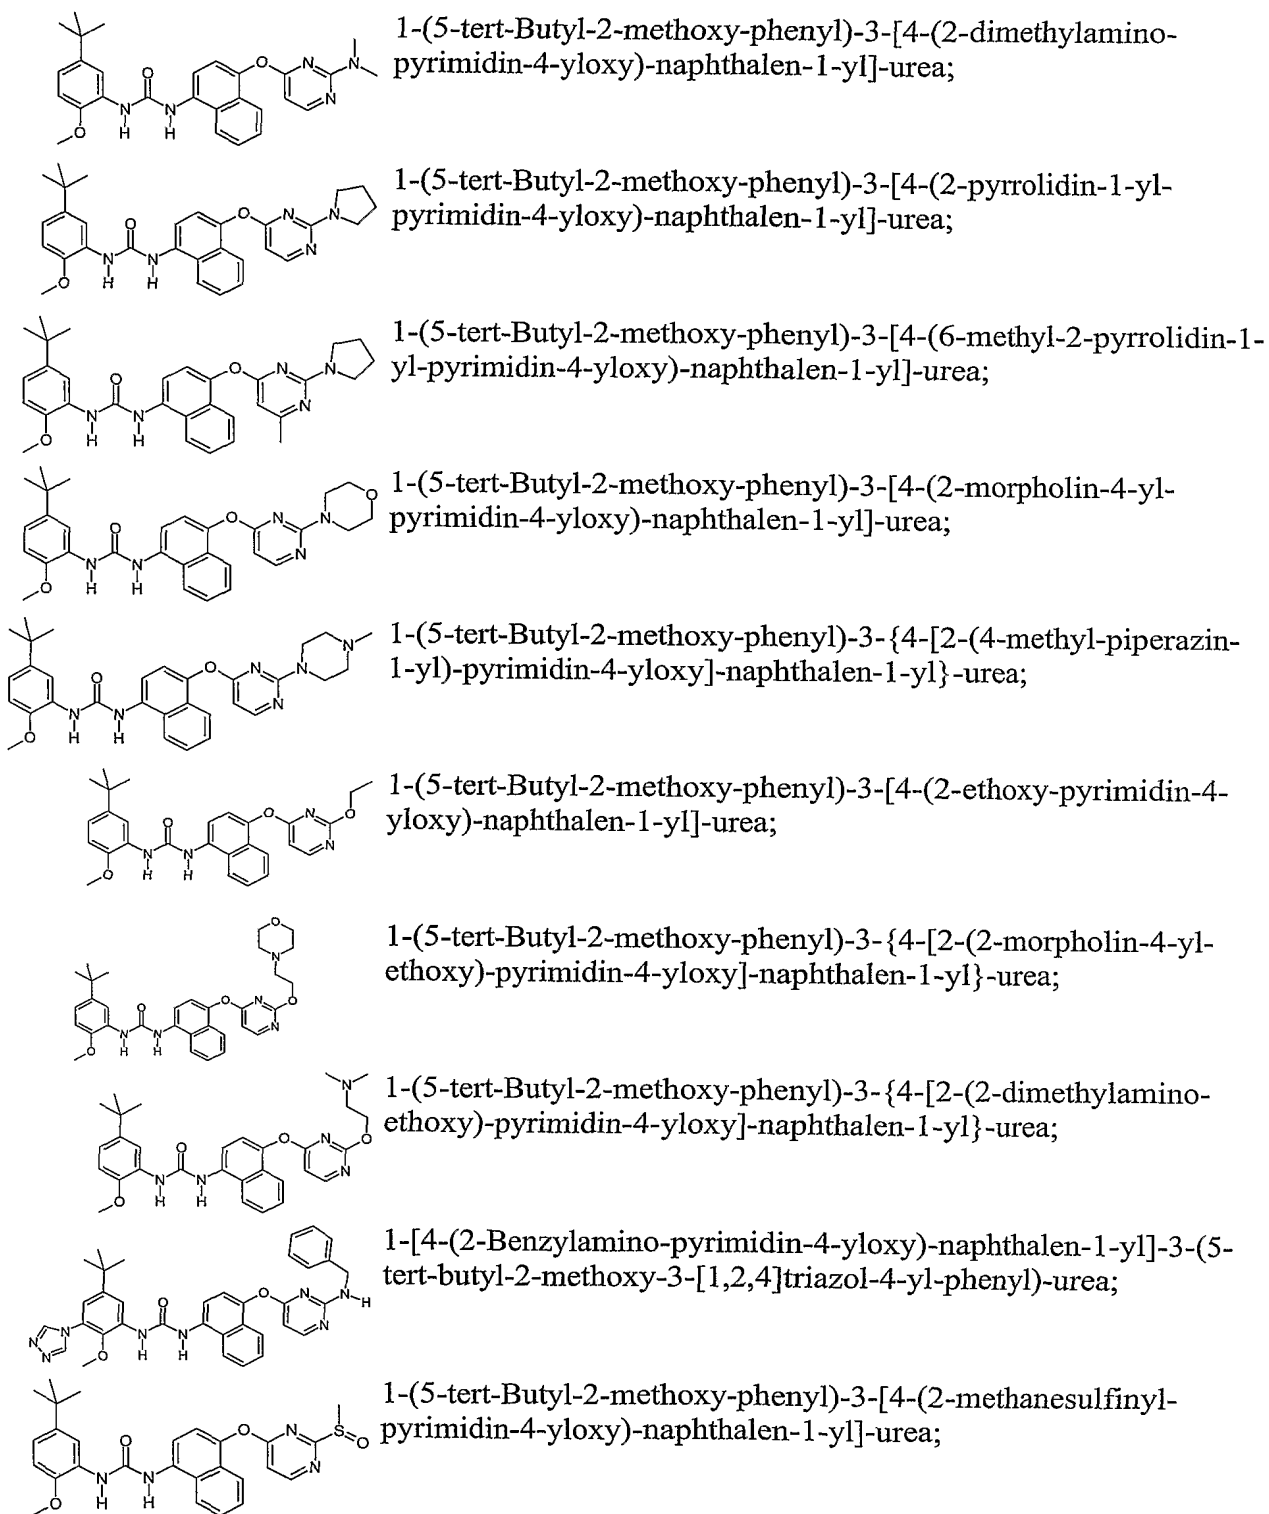 1-(5-tert-Butyl-2-methoxy-phenyl)-3-[4-(2-dimethylamino-
pyrimidin-4-yloxy)-naphthalen-1-yl]-urea;
1-(5-tert-Butyl-2-methoxy-phenyl)-3-[4-(2-pyrrolidin-1-yl-
pyrimidin-4-yloxy)-naphthalen-1-yl]-urea;
1-(5-tert-Butyl-2-methoxy-phenyl)-3-[4-(6-methyl-2-pyrrolidin-1-
yl-pyrimidin-4-yloxy)-naphthalen-1-yl]-urea;
1-(5-tert-Butyl-2-methoxy-phenyl)-3-[4-(2-morpholin-4-yl-
pyrimidin-4-yloxy)-naphthalen-1-yl]-urea;
1-(5-tert-Butyl-2-methoxy-phenyl)-3-{4-[2-(4-methyl-piperazin-
1-yl)-pyrimidin-4-yloxy]-naphthalen-1-yl}-urea;
1-(5-tert-Butyl-2-methoxy-phenyl)-3-[4-(2-ethoxy-pyrimidin-4-
yloxy)-naphthalen-1-yl]-urea;
1-(5-tert-Butyl-2-methoxy-phenyl)-3-{4-[2-(2-morpholin-4-yl-
ethoxy)-pyrimidin-4-yloxy]-naphthalen-1-yl}-urea;
1-(5-tert-Butyl-2-methoxy-phenyl)-3-{4-[2-(2-dimethylamino-
ethoxy)-pyrimidin-4-yloxy]-naphthalen-1-yl}-urea;
1-[4-(2-Benzylamino-pyrimidin-4-yloxy)-naphthalen-1-yl]-3-(5-
tert-butyl-2-methoxy-3-[1,2,4]triazol-4-yl-phenyl)-urea;
1-(5-tert-Butyl-2-methoxy-phenyl)-3-[4-(2-methanesulfinyl-
pyrimidin-4-yloxy)-naphthalen-1-yl]-urea;